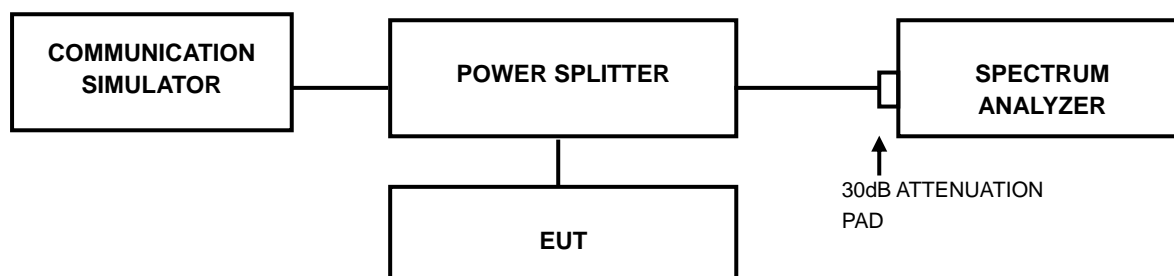 COMMUNICATION
SIMULATOR
POWER SPLITTER
SPECTRUM
ANALYZER
30dB ATTENUATION
PAD
EUT